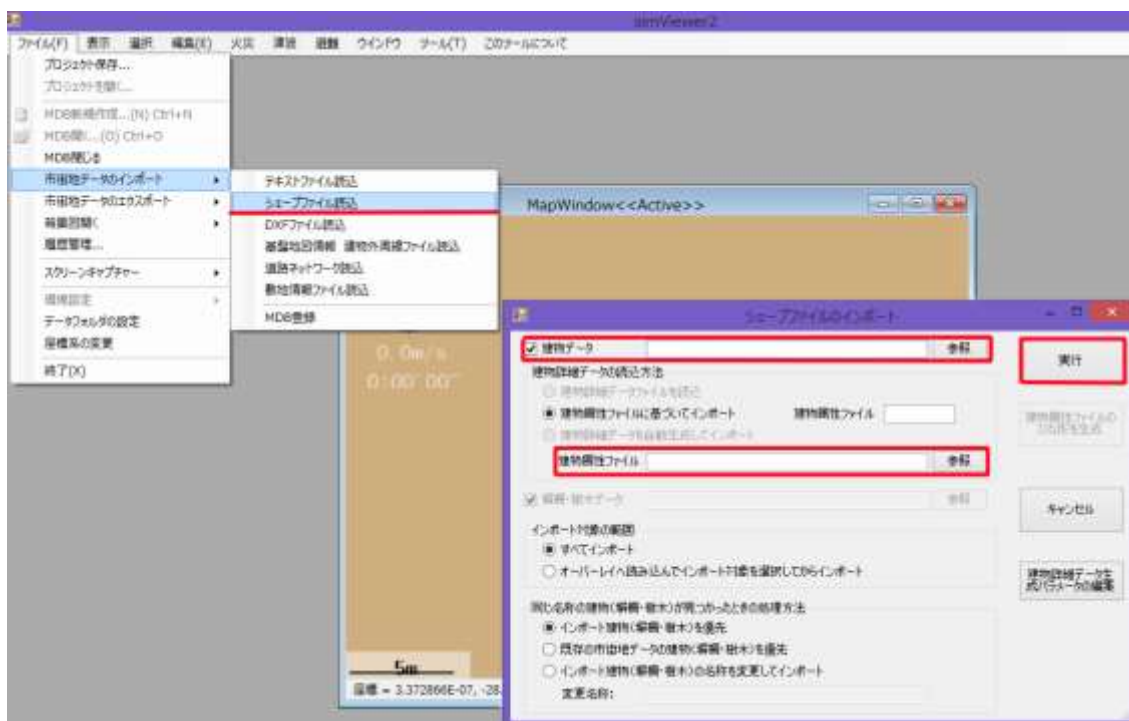 simViewer2
ファイル(F) 表示 選択 編集(E) 火災 津波 避難 ウインドウ ツール(T) このツールについて
プロジェクト保存...
プロジェクトを開く...
MDB新規作成...(N) Ctrl+N
MDB開く...(O) Ctrl+O
MDB閉じる
市街地データのインポート
市街地データのエクスポート
背景図開く
履歴管理...
スクリーンキャプチャー
環境設定
データフォルダの設定
座標系の変更
終了(X)
テキストファイル読込
シェープファイル読込
DXFファイル読込
基盤地図情報 建物外周線ファイル読込
道路ネットワーク読込
敷地情報ファイル読込
MDB登録
MapWindow<<Active>>
0.0m/s
0:00' 00"
5m
座標 = 3.372866E-07, -28.
シェープファイルのインポート
建物データ 参照
実行
建物詳細データの読込方法
建物詳細データファイルを読込
建物属性ファイルに基づいてインポート 建物属性ファイル
建物詳細データを自動生成してインポート
建物属性ファイル 参照
塀柵・樹木データ 参照
キャンセル
インポート対象の範囲
すべてインポート
オーバーレイへ読み込んでインポート対象を選択してからインポート
建物詳細データ生
成パラメータの編集
同じ名称の建物(塀柵・樹木)が見つかったときの処理方法
インポート建物(塀柵・樹木)を優先
既存の市街地データの建物(塀柵・樹木)を優先
インポート建物(塀柵・樹木)の名称を変更してインポート
変更名称: